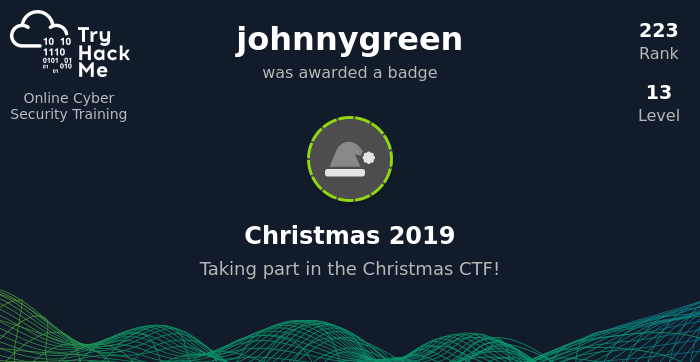 Try
Hack
Me
10 10
1110
0101 01
01 010
01
Online Cyber
Security Training
johnnygreen
was awarded a badge
223
Rank
13
Level
Christmas 2019
Taking part in the Christmas CTF!